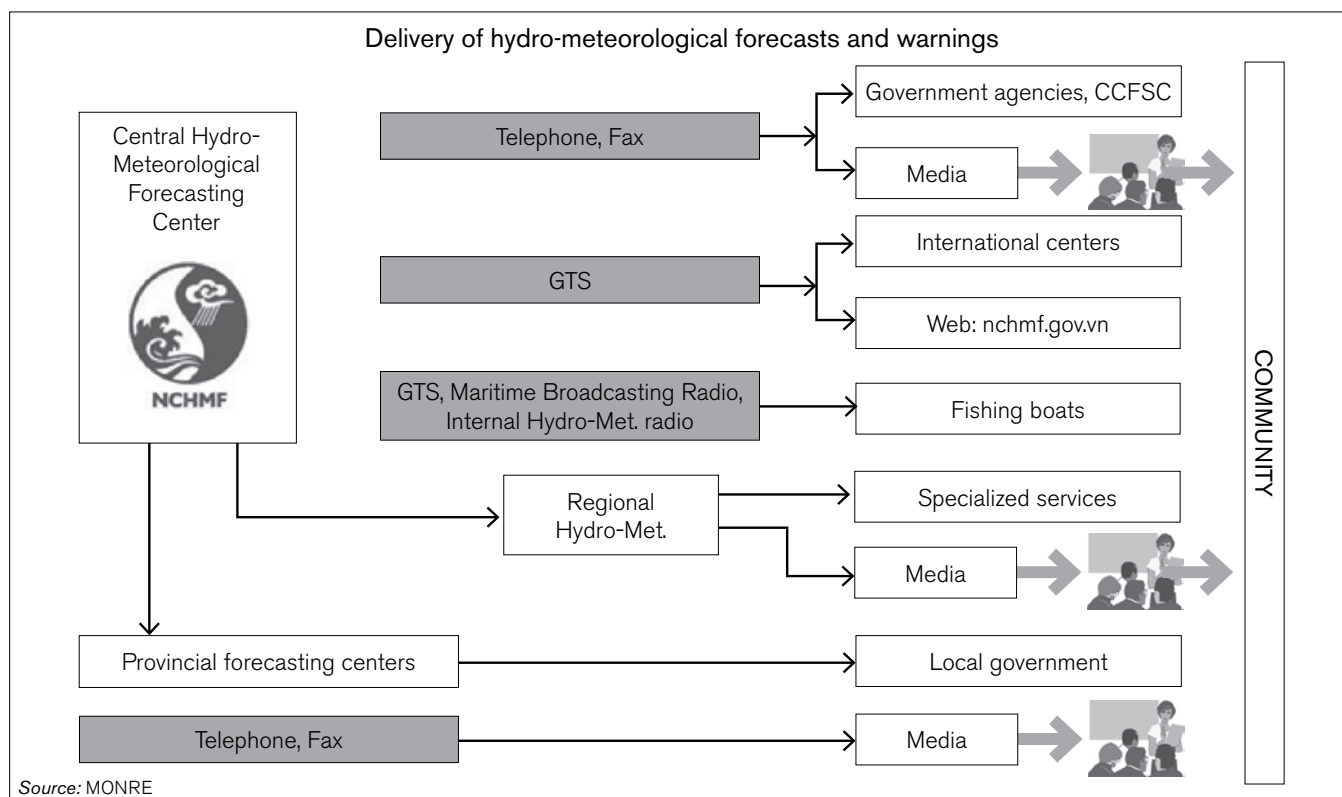 Delivery of hydro-meteorological forecasts and warnings
Central Hydro-
Meteorological
Forecasting
Center
NCHMF
Telephone, Fax
Government agencies, CCFSC
Media
GTS
International centers
Web: nchmf.gov.vn
GTS, Maritime Broadcasting Radio,
Internal Hydro-Met. radio
Fishing boats
Regional
Hydro-Met.
Specialized services
Media
Provincial forecasting centers
Local government
Telephone, Fax
Media
COMMUNITY
Source: MONRE